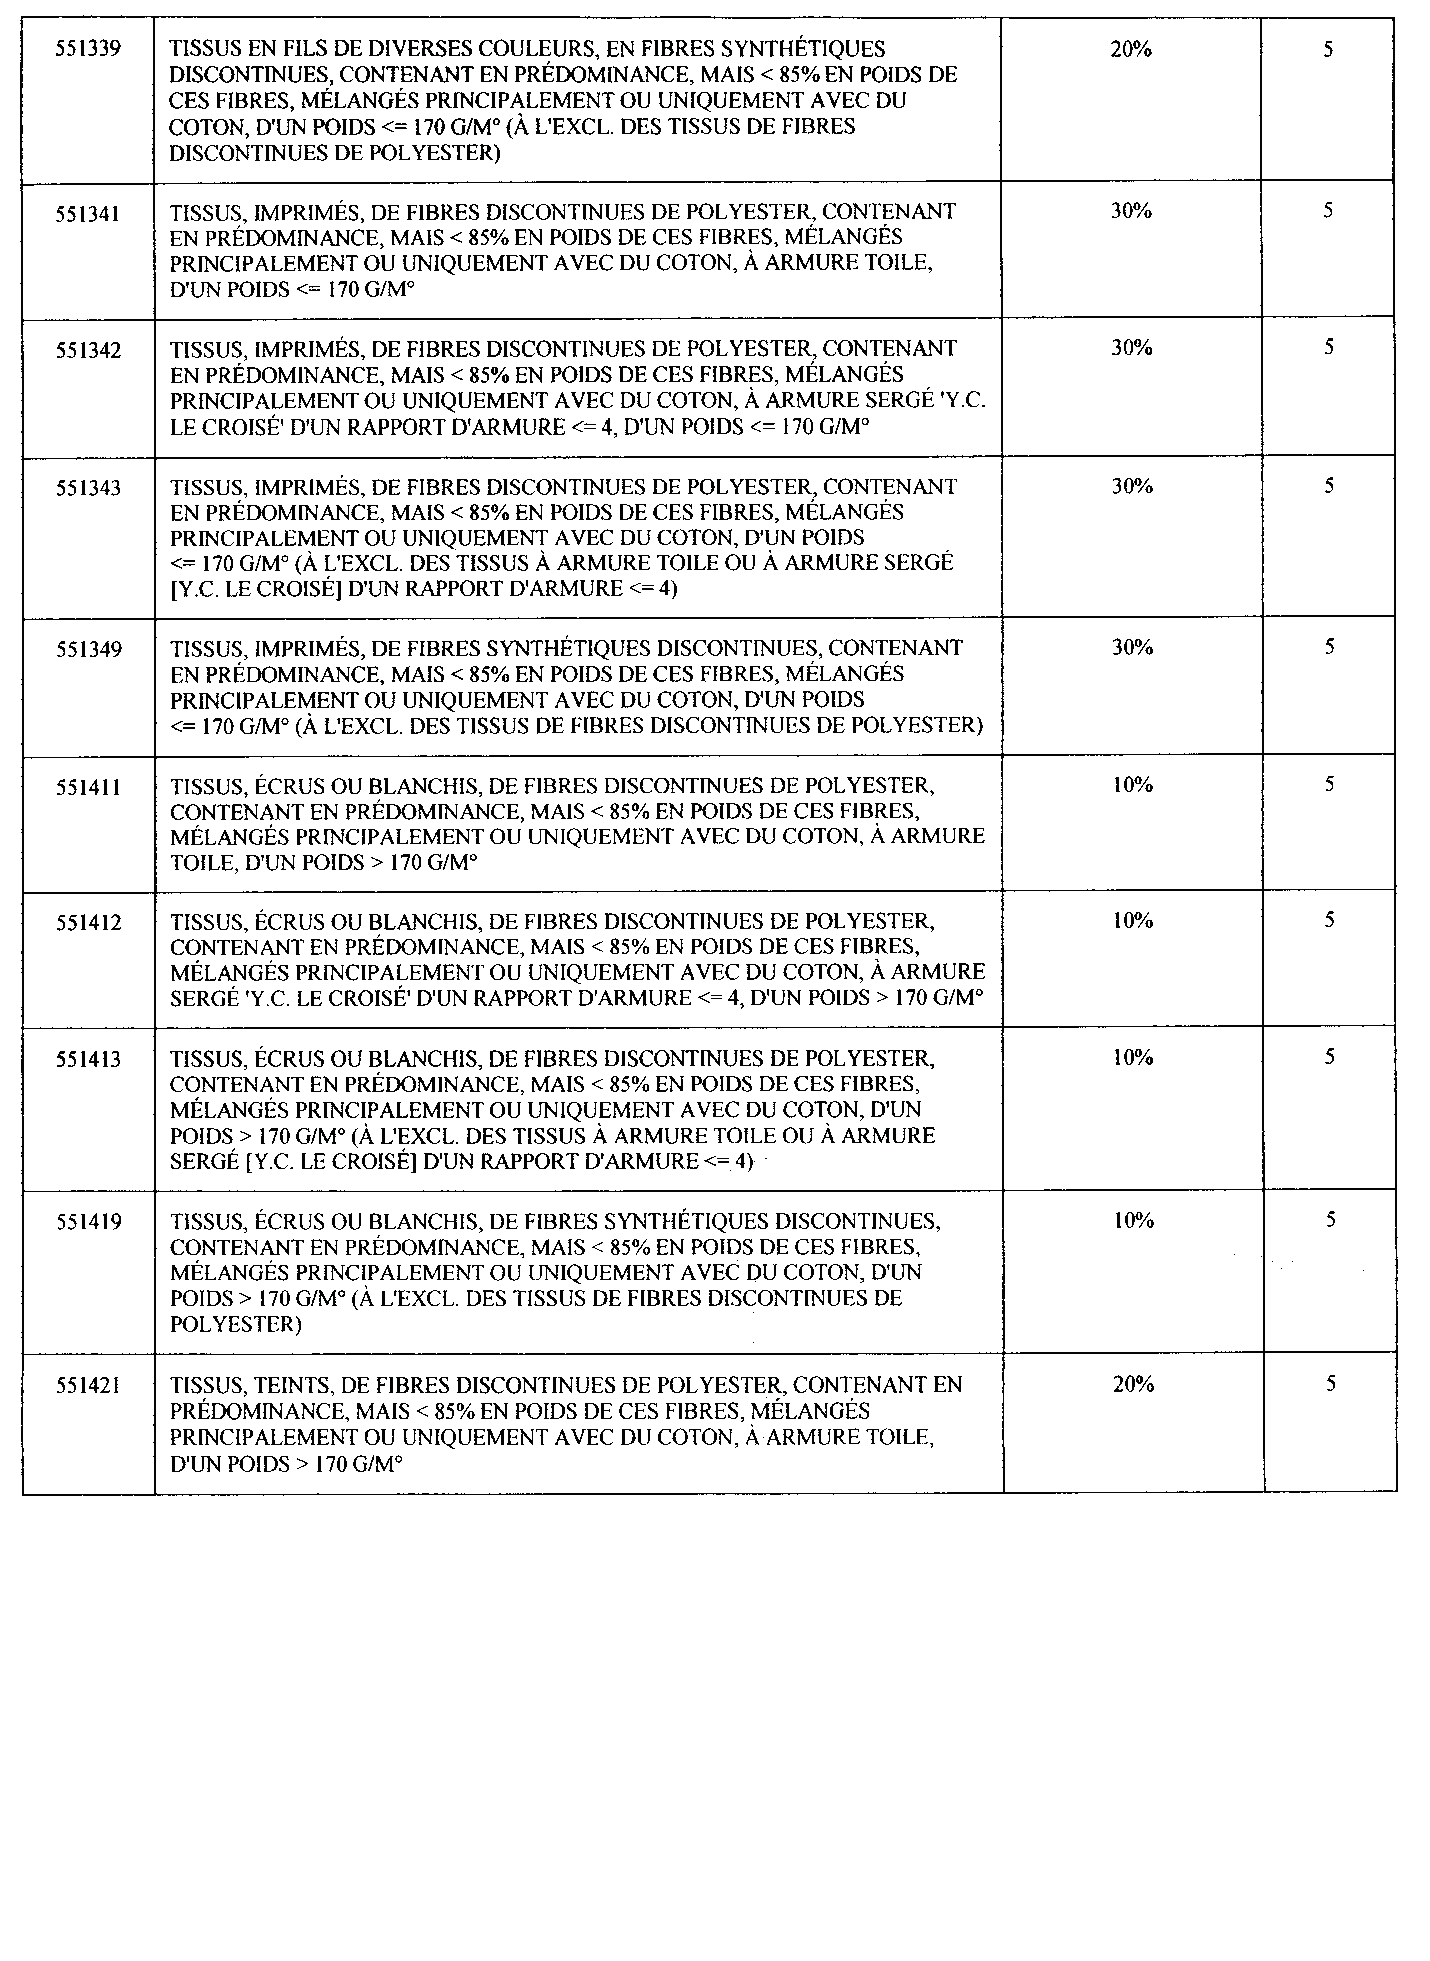 551339 TISSUS EN FILS DE DIVERSES COULEURS, EN FIBRES SYNTHÉTIQUES 20% 5
DISCONTINUES, CONTENANT EN PRÉDOMINANCE, MAIS < 85% EN POIDS DE
CES FIBRES, MÉLANGÉS PRINCIPALEMENT OU UNIQUEMENT AVEC DU
COTON, D'UN POIDS <= 170 G/M° (À L'EXCL. DES TISSUS DE FIBRES
DISCONTINUES DE POLYESTER)
551341 TISSUS, IMPRIMÉS, DE FIBRES DISCONTINUES DE POLYESTER, CONTENANT 30% 5
EN PRÉDOMINANCE, MAIS < 85% EN POIDS DE CES FIBRES, MÉLANGÉS
PRINCIPALEMENT OU UNIQUEMENT AVEC DU COTON, À ARMURE TOILE,
D'UN POIDS <= 170 G/M°
551342 TISSUS, IMPRIMÉS, DE FIBRES DISCONTINUES DE POLYESTER, CONTENANT 30% 5
EN PRÉDOMINANCE, MAIS < 85% EN POIDS DE CES FIBRES, MÉLANGÉS
PRINCIPALEMENT OU UNIQUEMENT AVEC DU COTON, À ARMURE SERGÉ 'Y.C.
LE CROISÉ' D'UN RAPPORT D'ARMURE <= 4, D'UN POIDS <= 170 G/M°
551343 TISSUS, IMPRIMÉS, DE FIBRES DISCONTINUES DE POLYESTER, CONTENANT 30% 5
EN PRÉDOMINANCE, MAIS < 85% EN POIDS DE CES FIBRES, MÉLANGÉS
PRINCIPALEMENT OU UNIQUEMENT AVEC DU COTON, D'UN POIDS
<= 170 G/M° (À L'EXCL. DES TISSUS À ARMURE TOILE OU À ARMURE SERGÉ
[Y.C. LE CROISÉ] D'UN RAPPORT D'ARMURE <= 4)
551349 TISSUS, IMPRIMÉS, DE FIBRES SYNTHÉTIQUES DISCONTINUES, CONTENANT 30% 5
EN PRÉDOMINANCE, MAIS < 85% EN POIDS DE CES FIBRES, MÉLANGÉS
PRINCIPALEMENT OU UNIQUEMENT AVEC DU COTON, D'UN POIDS
<= 170 G/M° (À L'EXCL. DES TISSUS DE FIBRES DISCONTINUES DE POLYESTER)
551411 TISSUS, ÉCRUS OU BLANCHIS, DE FIBRES DISCONTINUES DE POLYESTER, 10% 5
CONTENANT EN PRÉDOMINANCE, MAIS < 85% EN POIDS DE CES FIBRES,
MÉLANGÉS PRINCIPALEMENT OU UNIQUEMENT AVEC DU COTON, À ARMURE
TOILE, D'UN POIDS > 170 G/M°
551412 TISSUS, ÉCRUS OU BLANCHIS, DE FIBRES DISCONTINUES DE POLYESTER, 10% 5
CONTENANT EN PRÉDOMINANCE, MAIS < 85% EN POIDS DE CES FIBRES,
MÉLANGÉS PRINCIPALEMENT OU UNIQUEMENT AVEC DU COTON, À ARMURE
SERGÉ 'Y.C. LE CROISÉ' D'UN RAPPORT D'ARMURE <= 4, D'UN POIDS > 170 G/M°
551413 TISSUS, ÉCRUS OU BLANCHIS, DE FIBRES DISCONTINUES DE POLYESTER, 10% 5
CONTENANT EN PRÉDOMINANCE, MAIS < 85% EN POIDS DE CES FIBRES,
MÉLANGÉS PRINCIPALEMENT OU UNIQUEMENT AVEC DU COTON, D'UN
POIDS > 170 G/M° (À L'EXCL. DES TISSUS À ARMURE TOILE OU À ARMURE
SERGÉ [Y.C. LE CROISÉ] D'UN RAPPORT D'ARMURE <= 4)
551419 TISSUS, ÉCRUS OU BLANCHIS, DE FIBRES SYNTHÉTIQUES DISCONTINUES, 10% 5
CONTENANT EN PRÉDOMINANCE, MAIS < 85% EN POIDS DE CES FIBRES,
MÉLANGÉS PRINCIPALEMENT OU UNIQUEMENT AVEC DU COTON, D'UN
POIDS > 170 G/M° (À L'EXCL. DES TISSUS DE FIBRES DISCONTINUES DE
POLYESTER)
551421 TISSUS, TEINTS, DE FIBRES DISCONTINUES DE POLYESTER, CONTENANT EN 20% 5
PRÉDOMINANCE, MAIS < 85% EN POIDS DE CES FIBRES, MÉLANGÉS
PRINCIPALEMENT OU UNIQUEMENT AVEC DU COTON, À ARMURE TOILE,
D'UN POIDS > 170 G/M°